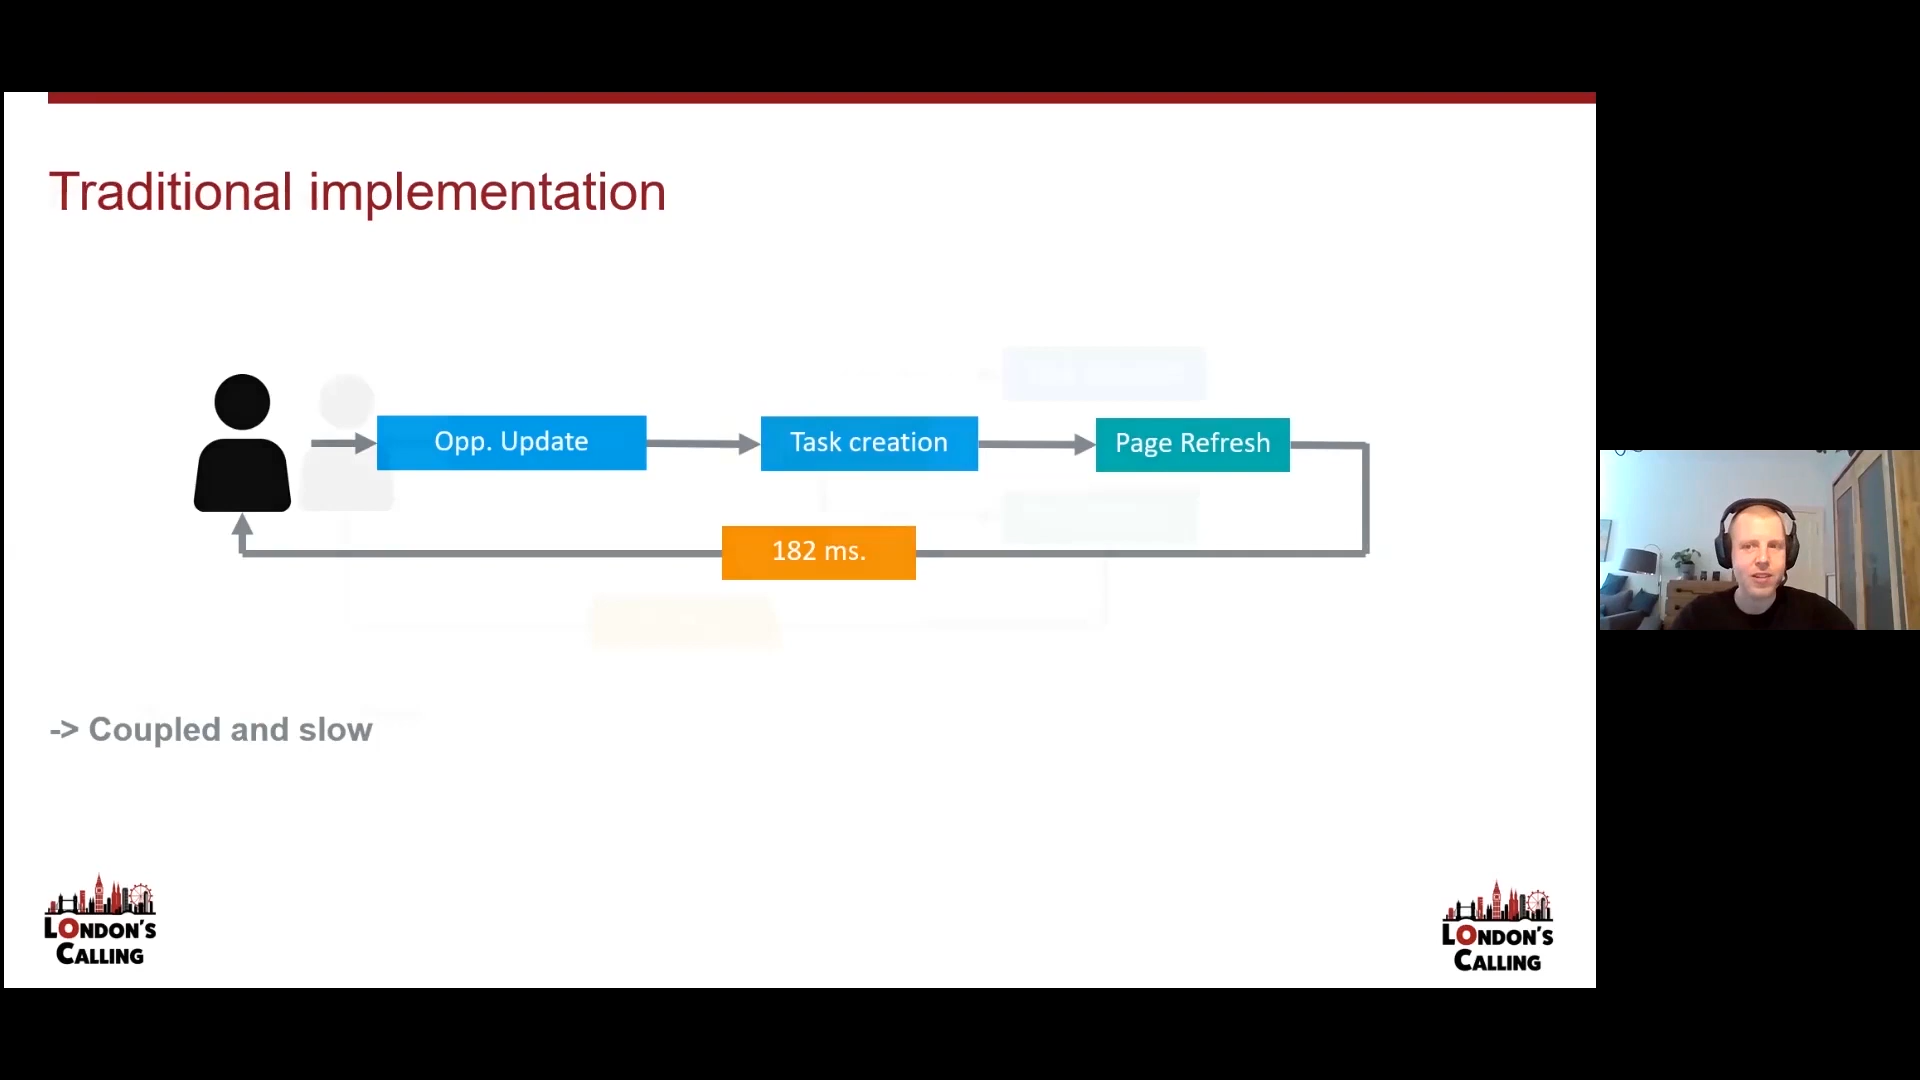 Traditional implementation
Opp. Update
Task creation
Page Refresh
182 ms.
-> Coupled and slow
LONDON'S
CALLING
LONDON'S
CALLING